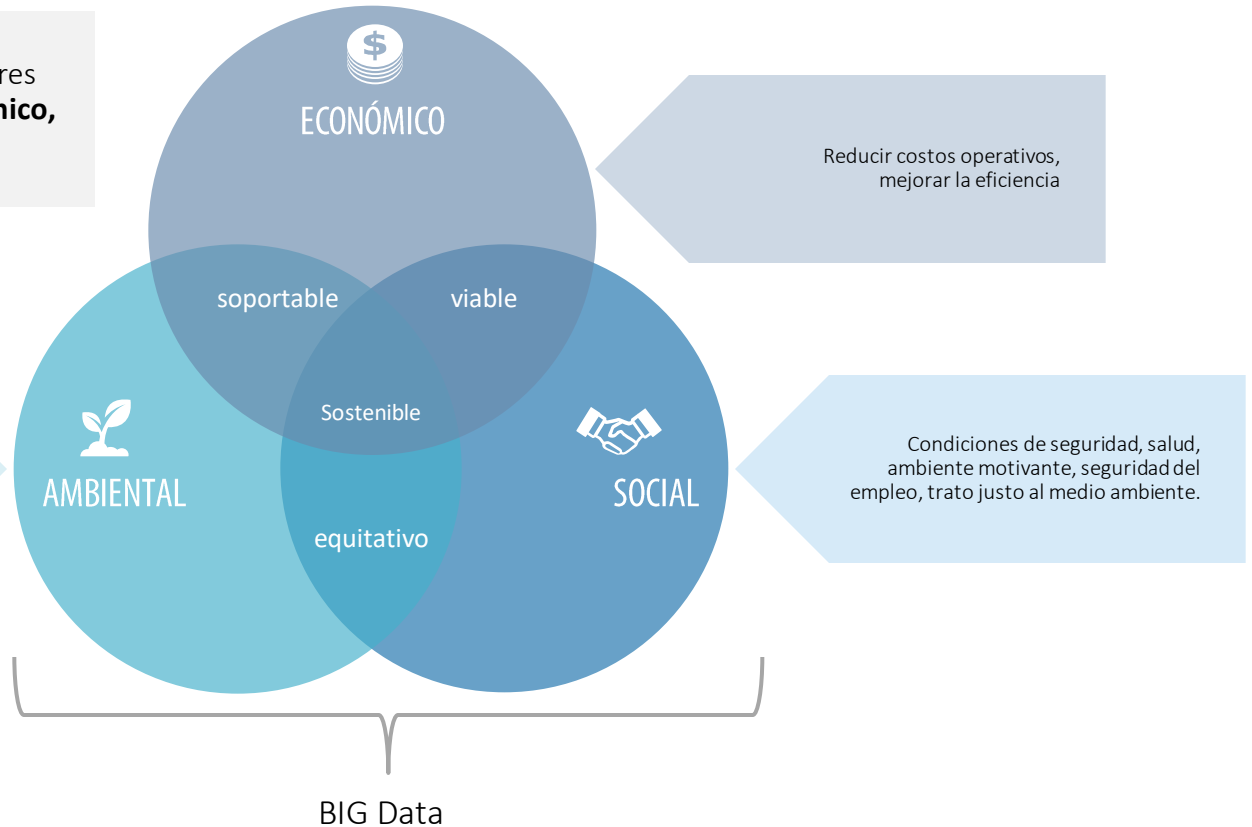 res
nico,
$
ECONÓMICO
Reducir costos operativos,
mejorar la eficiencia
soportable
viable
Sostenible
AMBIENTAL
SOCIAL
Condiciones de seguridad, salud,
ambiente motivante, seguridad del
empleo, trato justo al medio ambiente.
equitativo
BIG Data